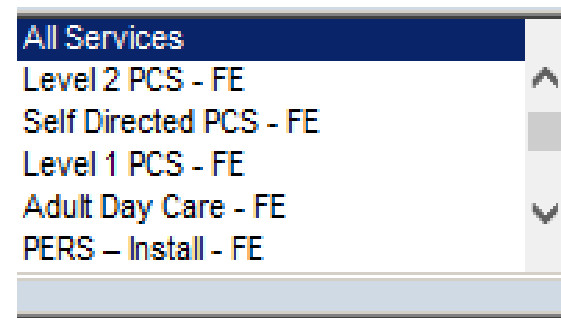 All Services
Level 2 PCS - FE
Self Directed PCS - FE
Level 1 PCS - FE
Adult Day Care - FE
PERS – Install - FE